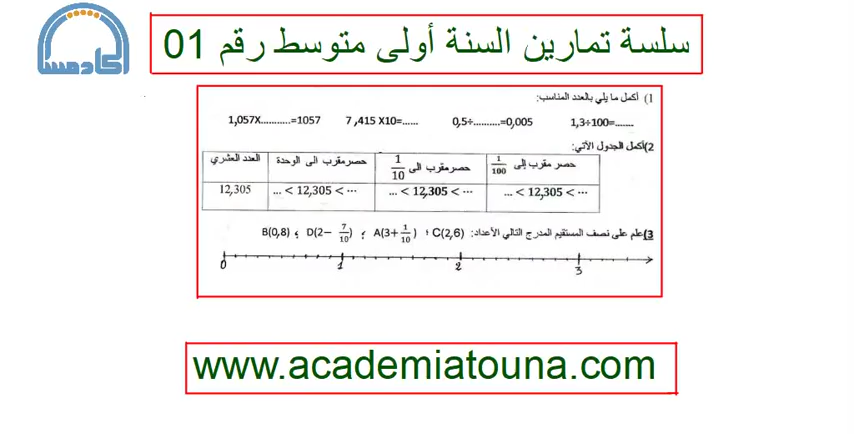 أكادمستا
سلسة تمارين السنة أولى متوسط رقم 01
1) أكمل ما يلي بالعدد المناسب:
1,057X...........=1057 7 ,415 X10=...... 0,5÷..........=0,005 1,3÷100=.......
2)أكمل الجدول الآتي:
العدد العشري حصرمقرب الى الوحدة حصر مقرب الى 1/10 حصر مقرب إلى 1/100
12,305 ... < 12,305 < ... ... < 12,305 < ... ... < 12,305 < ...
3)علم على نصف المستقيم المدرج التالي الأعداد: C(2,6) ؛ A(3+ 1/10) ؛ D(2− 7/10) ؛ B(0,8)
0 1 2 3
www.academiatouna.com